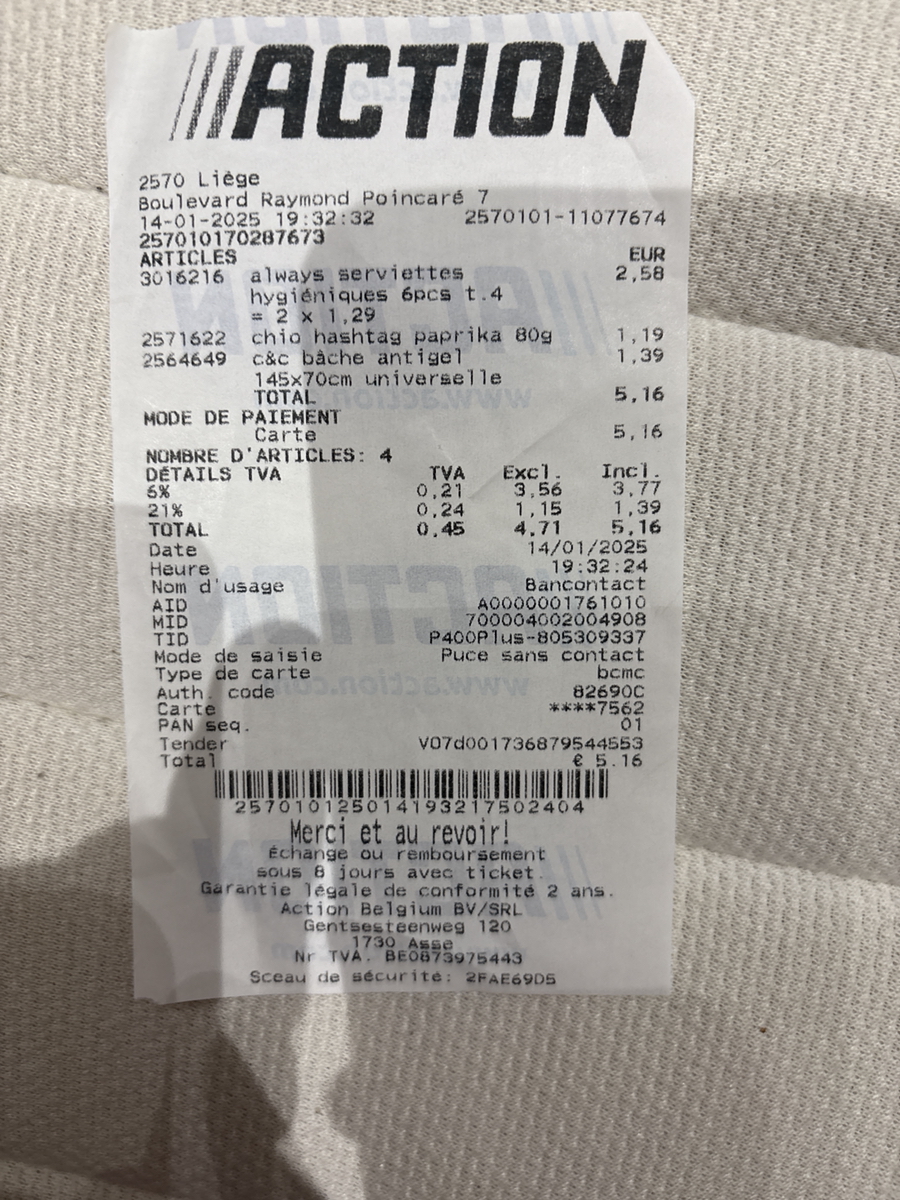 ACTION
2570 Liège
Boulevard Raymond Poincaré 7
14-01-2025 19:32:32 2570101-11077674
257010170287673
ARTICLES EUR
3016216 always serviettes 2,58
hygiéniques 6pcs t.4
= 2 x 1,29
2571622 chio hashtag paprika 80g 1,19
2564649 c&c bâche antigel 1,39
145x70cm universelle
TOTAL 5,16
MODE DE PAIEMENT
Carte 5,16
NOMBRE D'ARTICLES: 4
DÉTAILS TVA TVA Excl. Incl.
6% 0,21 3,56 3,77
21% 0,24 1,15 1,39
TOTAL 0,45 4,71 5,16
Date 14/01/2025
Heure 19:32:24
Nom d'usage Bancontact
AID A0000001761010
MID 700004002004908
TID P400Plus-805309337
Mode de saisie Puce sans contact
Type de carte bcmc
Auth. code 82690C
Carte ****7562
PAN seq. 01
Tender V07d001736879544553
Total € 5.16
257010125014193217502404
Merci et au revoir!
Échange ou remboursement
sous 8 jours avec ticket.
Garantie légale de conformité 2 ans.
Action Belgium BV/SRL
Gentsesteenweg 120
1730 Asse
Nr TVA. BE0873975443
Sceau de sécurité: 2FAE69D5